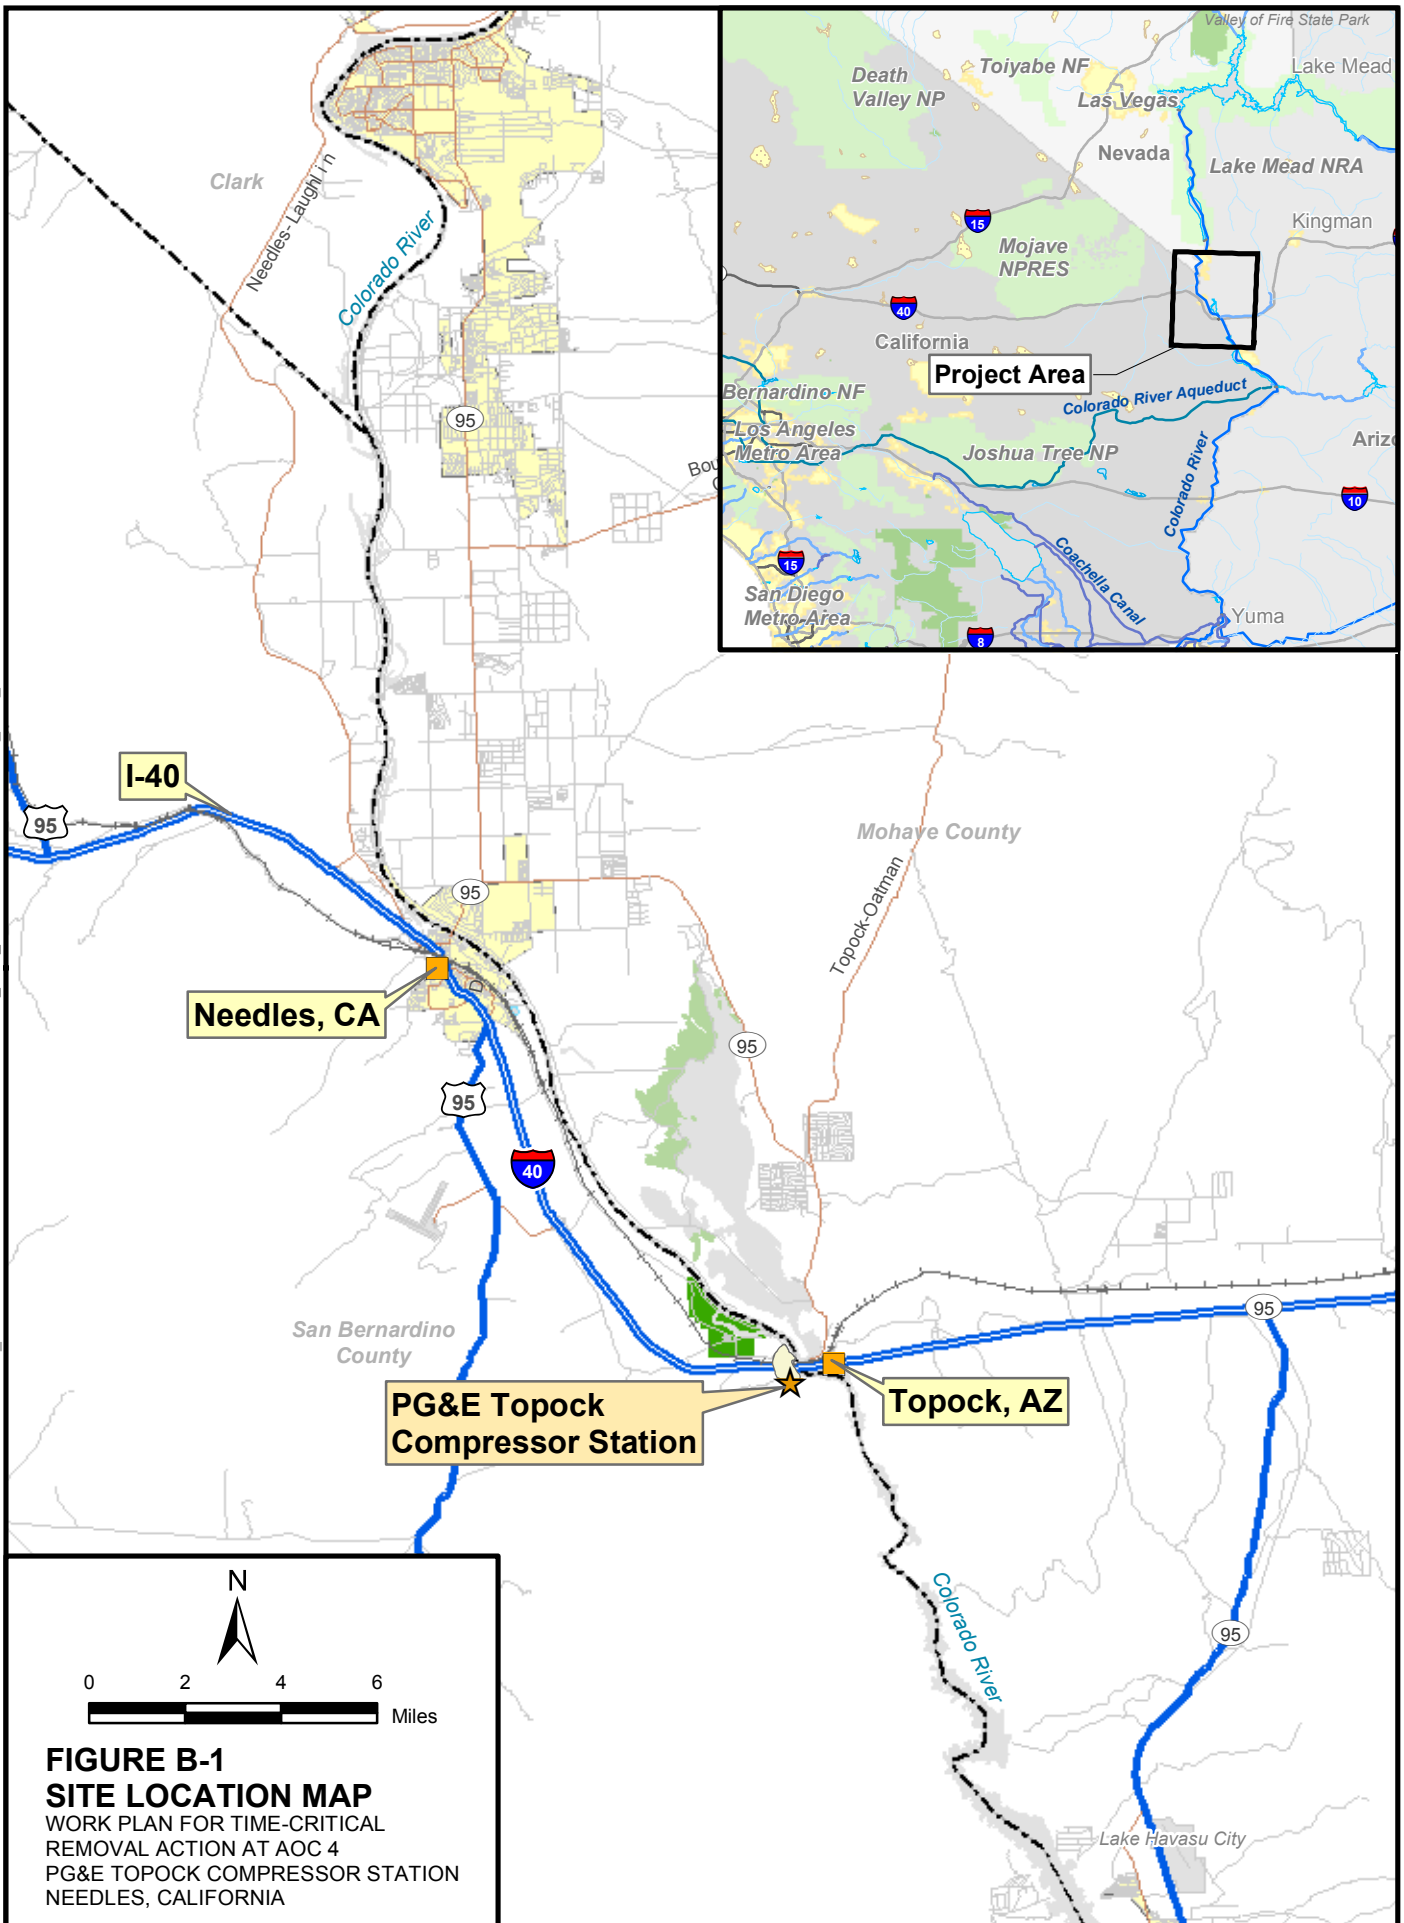 Valley of Fire State Park
Lake Mead
Toiyabe NF
Death
Valley NP
Las Vegas
Nevada
Lake Mead NRA
Kingman
15
Mojave
NPRES
40
California
Project Area
Bernardino NF
Colorado River Aqueduct
Los Angeles
Metro Area
Joshua Tree NP
Colorado River
Arizo
10
15
Coachella Canal
San Diego
Metro Area
8
Yuma
Clark
Needles-Laughlin
Colorado River
95
Bou
I-40
95
Mohave County
95
Topock-Oatman
Needles, CA
95
95
40
San Bernardino
County
95
PG&E Topock
Compressor Station
Topock, AZ
Colorado River
95
Lake Havasu City
N
0 2 4 6
Miles
FIGURE B-1
SITE LOCATION MAP
WORK PLAN FOR TIME-CRITICAL
REMOVAL ACTION AT AOC 4
PG&E TOPOCK COMPRESSOR STATION
NEEDLES, CALIFORNIA